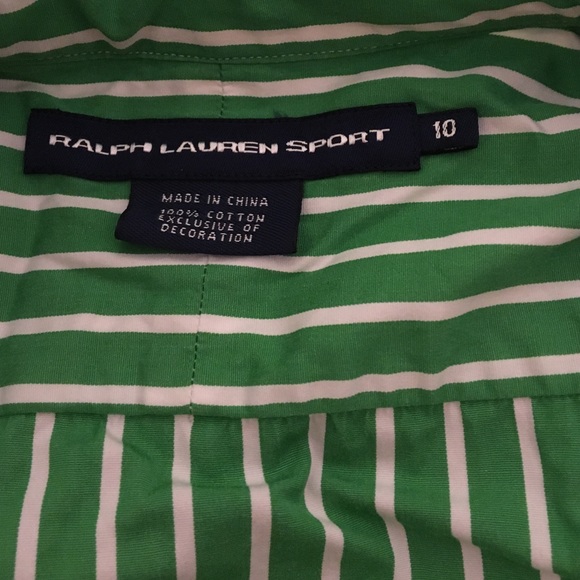 RALPH LAUREN SPORT
10
MADE IN CHINA
100% COTTON
EXCLUSIVE OF
DECORATION